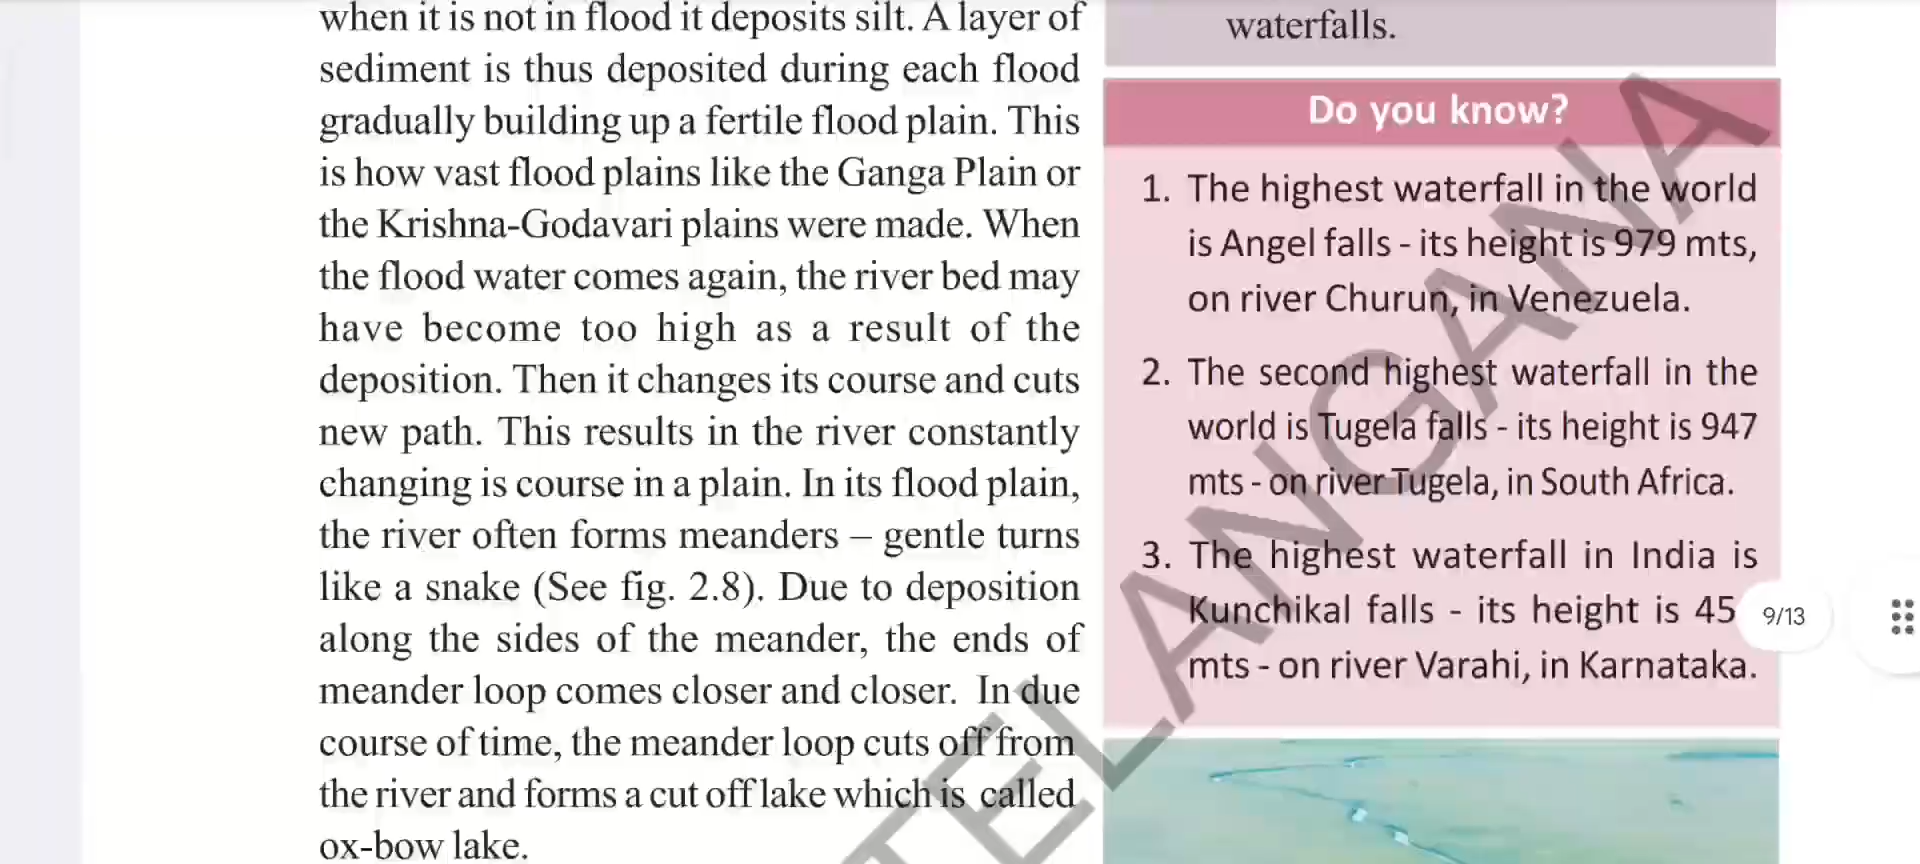 when it is not in flood it deposits silt. A layer of
sediment is thus deposited during each flood
gradually building up a fertile flood plain. This
is how vast flood plains like the Ganga Plain or
the Krishna-Godavari plains were made. When
the flood water comes again, the river bed may
have become too high as a result of the
deposition. Then it changes its course and cuts
new path. This results in the river constantly
changing is course in a plain. In its flood plain,
the river often forms meanders – gentle turns
like a snake (See fig. 2.8). Due to deposition
along the sides of the meander, the ends of
meander loop comes closer and closer. In due
course of time, the meander loop cuts off from
the river and forms a cut off lake which is called
ox-bow lake.
waterfalls.
Do you know?
1. The highest waterfall in the world
is Angel falls - its height is 979 mts,
on river Churun, in Venezuela.
2. The second highest waterfall in the
world is Tugela falls - its height is 947
mts - on river Tugela, in South Africa.
3. The highest waterfall in India is
Kunchikal falls - its height is 45
mts - on river Varahi, in Karnataka.
9/13
TELANGANA